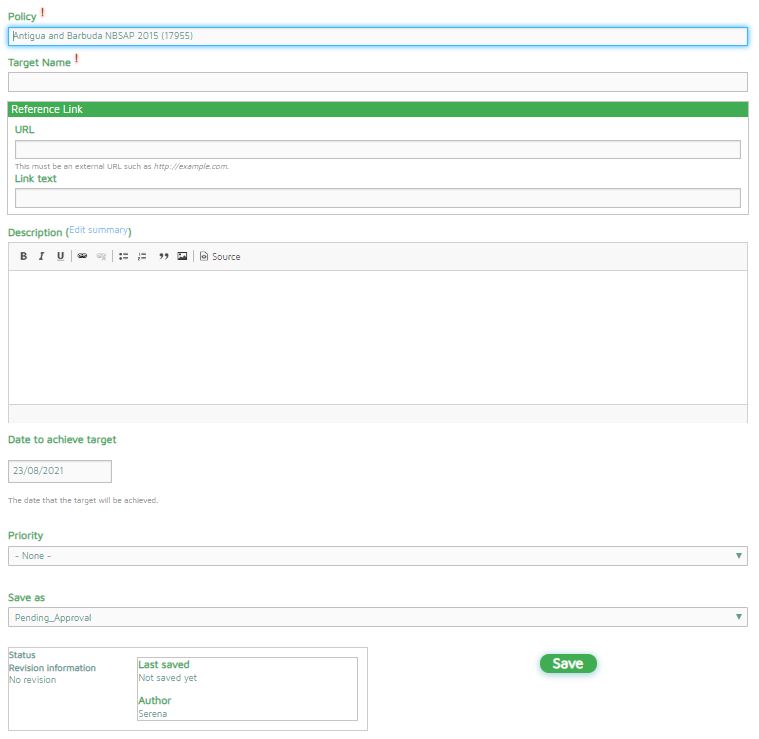 Policy !
Antigua and Barbuda NBSAP 2015 (17955)
Target Name !
Reference Link
URL
This must be an external URL such as http://example.com.
Link text
Description (Edit summary)
B I U Source
Date to achieve target
23/08/2021
The date that the target will be achieved.
Priority
- None -
Save as
Pending_Approval
Status
Revision information
No revision
Last saved
Not saved yet
Author
Serena
Save